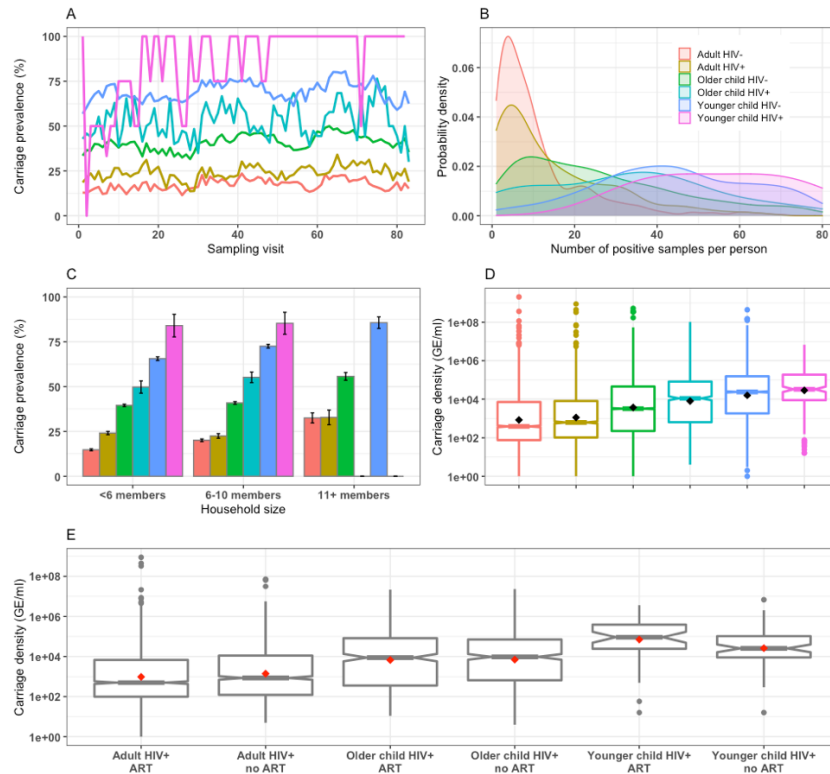 A
Carriage prevalence (%)
100
75
50
25
0
0
20
40
60
80
Sampling visit
B
Probability density
0.06
0.04
0.02
0.00
Adult HIV-
Adult HIV+
Older child HIV-
Older child HIV+
Younger child HIV-
Younger child HIV+
0
20
40
60
80
Number of positive samples per person
C
Carriage prevalence (%)
100
75
50
25
0
<6 members
6-10 members
11+ members
Household size
D
Carriage density (GE/ml)
1e+08
1e+06
1e+04
1e+02
1e+00
E
Carriage density (GE/ml)
1e+08
1e+06
1e+04
1e+02
1e+00
Adult HIV+
ART
Adult HIV+
no ART
Older child HIV+
ART
Older child HIV+
no ART
Younger child HIV+
ART
Younger child HIV+
no ART